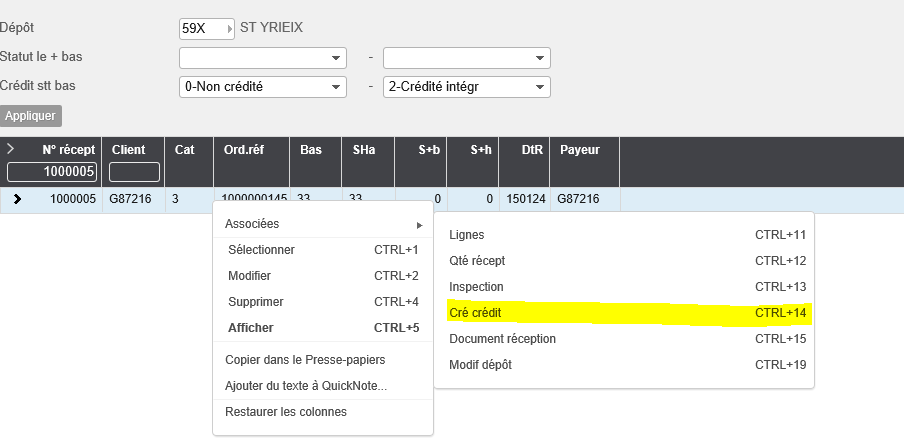 Dépôt 59X ST YRIEIX
Statut le + bas -
Crédit stt bas 0-Non crédité - 2-Crédité intégr
Appliquer
N° récept Client Cat Ord.réf Bas SHa S+b S+h DtR Payeur
1000005
1000005 G87216 3 1000000145 33 33 0 0 150124 G87216
Associées
Sélectionner CTRL+1
Modifier CTRL+2
Supprimer CTRL+4
Afficher CTRL+5
Copier dans le Presse-papiers
Ajouter du texte à QuickNote...
Restaurer les colonnes
Lignes CTRL+11
Qté récept CTRL+12
Inspection CTRL+13
Cré crédit CTRL+14
Document réception CTRL+15
Modif dépôt CTRL+19